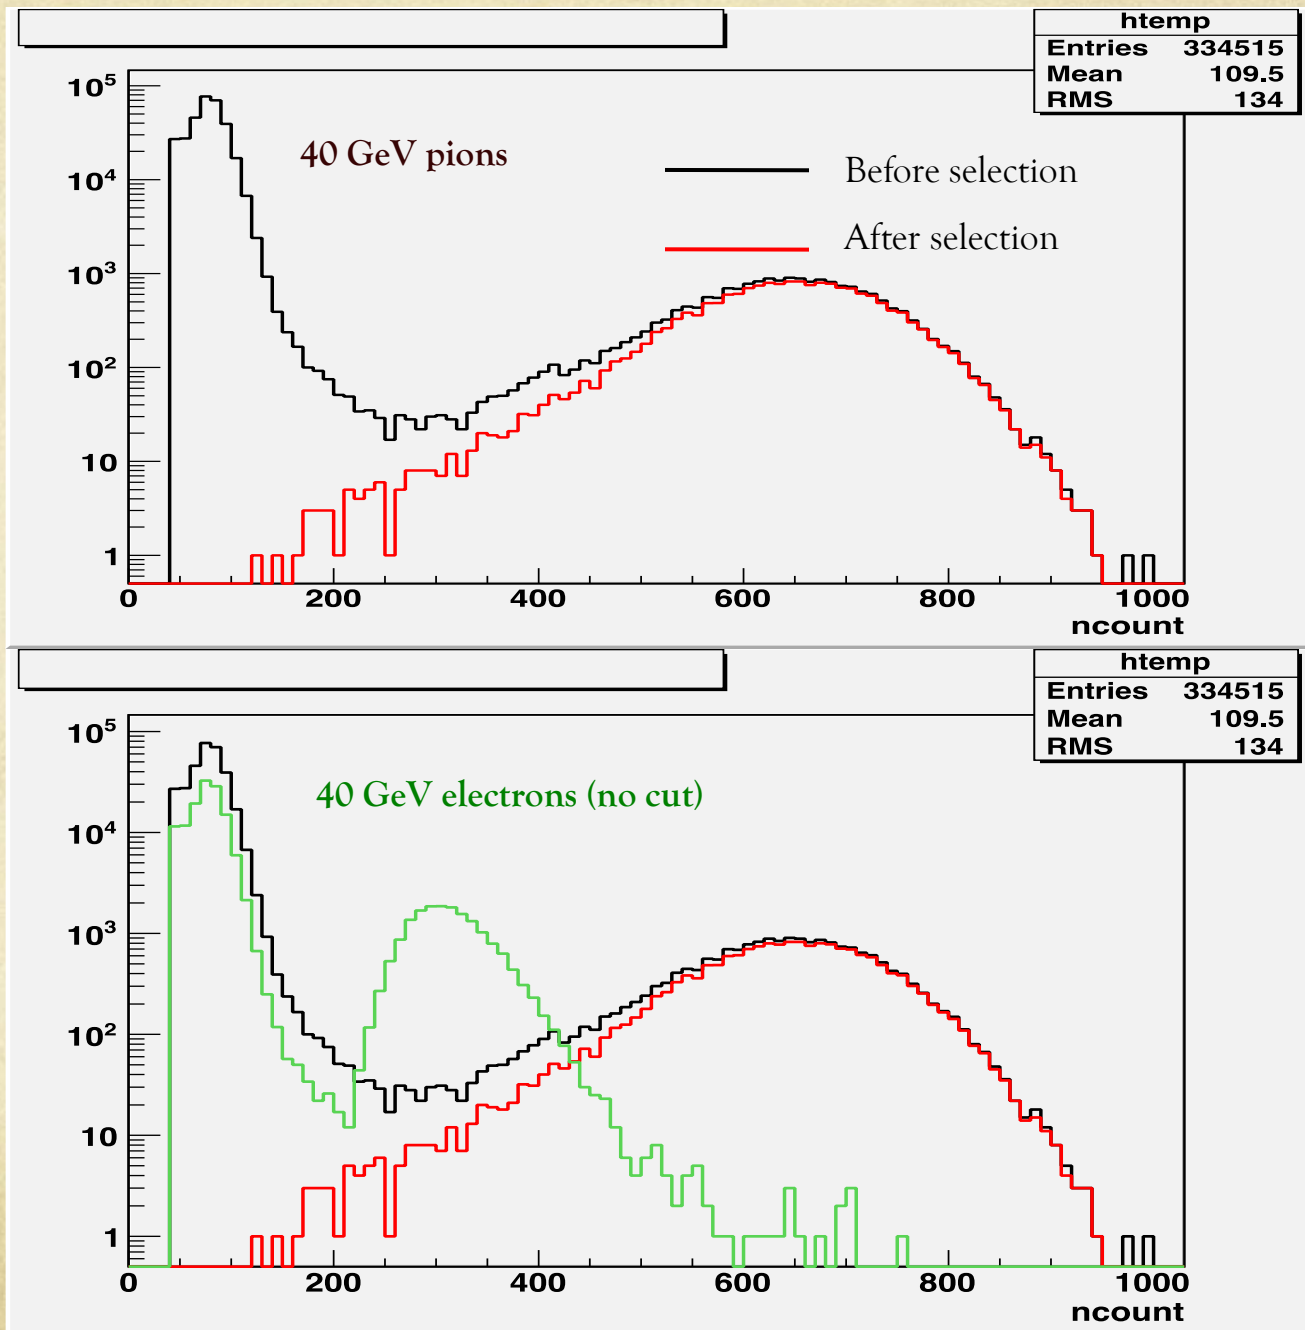 htemp
Entries 334515
Mean 109.5
RMS 134
40 GeV pions
Before selection
After selection
10⁵
10⁴
10³
10²
10
1
0 200 400 600 800 1000
ncount
htemp
Entries 334515
Mean 109.5
RMS 134
40 GeV electrons (no cut)
10⁵
10⁴
10³
10²
10
1
0 200 400 600 800 1000
ncount